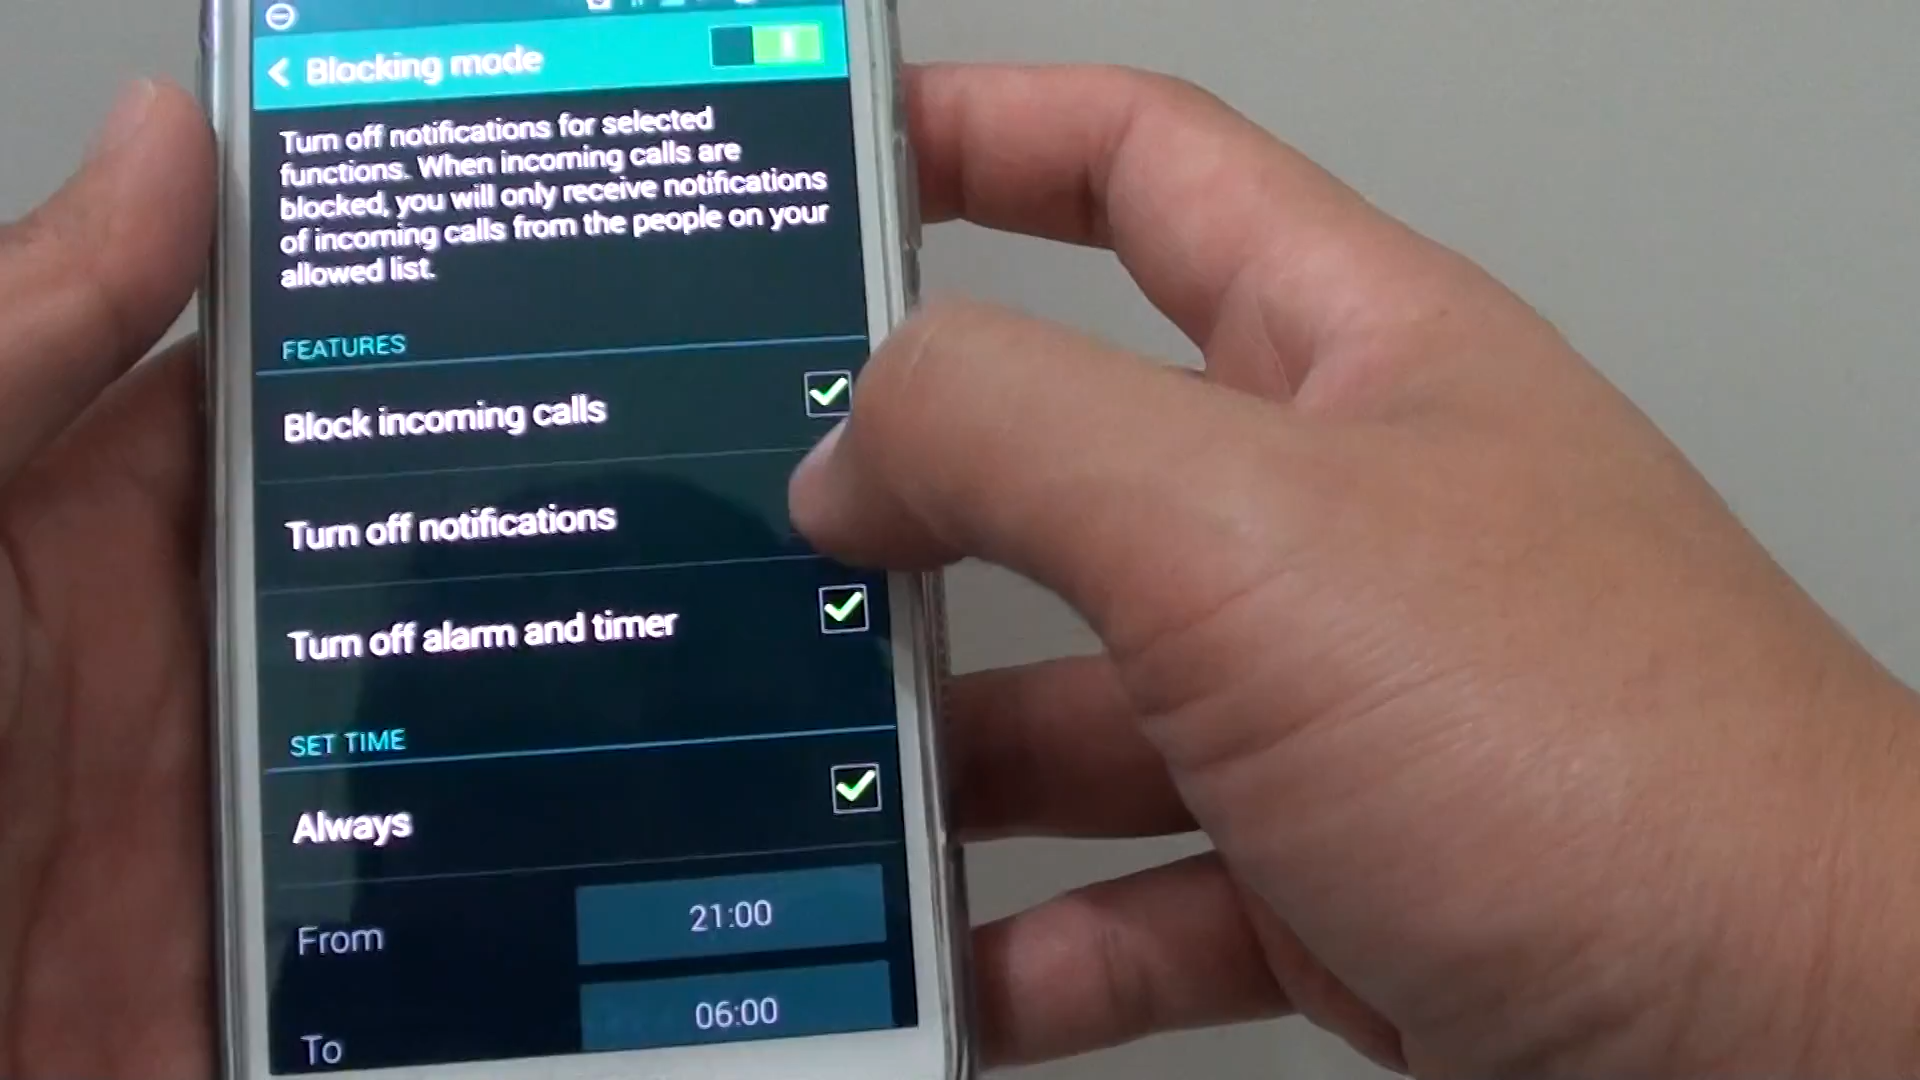 Blocking mode
Turn off notifications for selected
functions. When incoming calls are
blocked, you will only receive notifications
of incoming calls from the people on your
allowed list.
FEATURES
Block incoming calls
Turn off notifications
Turn off alarm and timer
SET TIME
Always
From 21:00
To 06:00